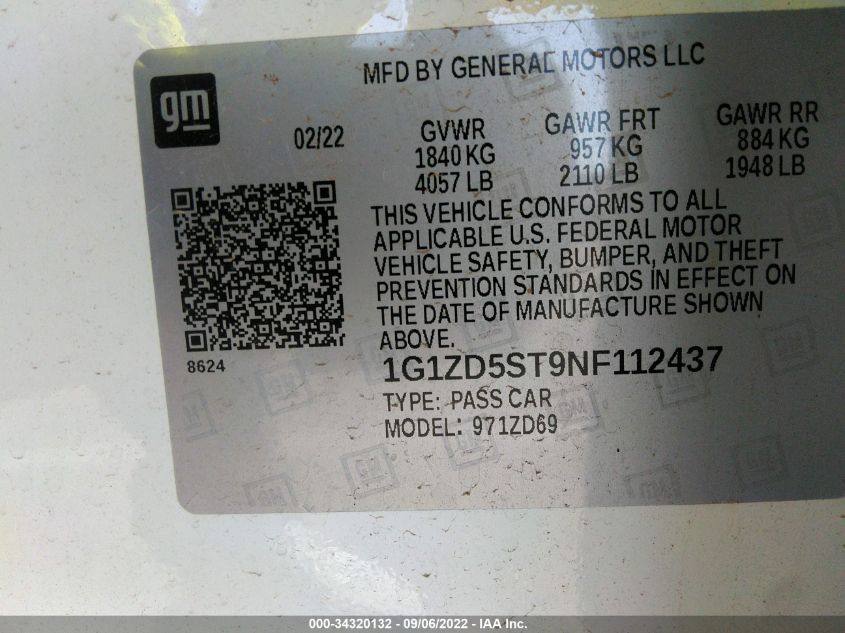 MFD BY GENERAL MOTORS LLC
gm
02/22
GVWR
1840 KG
4057 LB
GAWR FRT
957 KG
2110 LB
GAWR RR
884 KG
1948 LB
THIS VEHICLE CONFORMS TO ALL
APPLICABLE U.S. FEDERAL MOTOR
VEHICLE SAFETY, BUMPER, AND THEFT
PREVENTION STANDARDS IN EFFECT ON
THE DATE OF MANUFACTURE SHOWN
ABOVE.
8624
1G1ZD5ST9NF112437
TYPE: PASS CAR
MODEL: 971ZD69
000-34320132 - 09/06/2022 - IAA Inc.